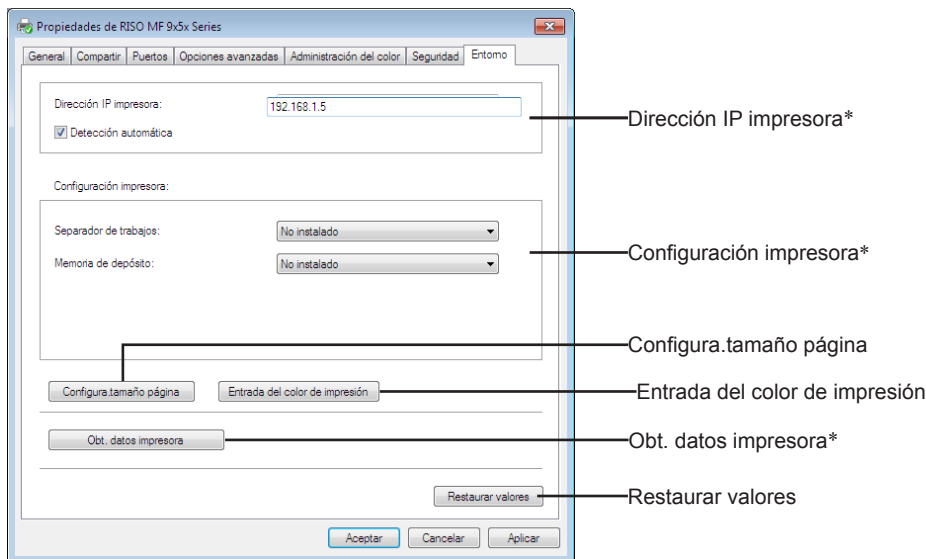 Propiedades de RISO MF 9x5x Series
General Compartir Puertos Opciones avanzadas Administración del color Seguridad Entorno
Dirección IP impresora: 192.168.1.5
Dirección IP impresora*
Detección automática
Configuración impresora:
Separador de trabajos: No instalado
Configuración impresora*
Memoria de depósito: No instalado
Configura.tamaño página
Configura.tamaño página Entrada del color de impresión
Entrada del color de impresión
Obt. datos impresora
Obt. datos impresora*
Restaurar valores
Restaurar valores
Aceptar Cancelar Aplicar